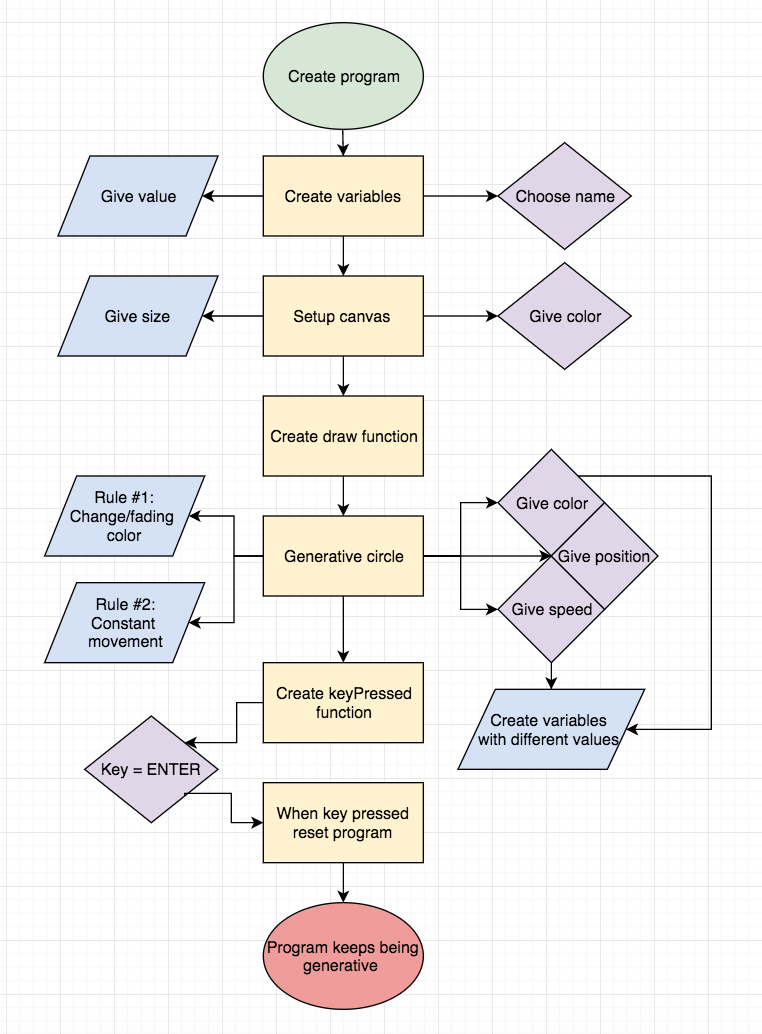 Create program
Give value
Create variables
Choose name
Give size
Setup canvas
Give color
Create draw function
Rule #1:
Change/fading
color
Generative circle
Give color
Give position
Give speed
Rule #2:
Constant
movement
Create keyPressed
function
Create variables
with different values
Key = ENTER
When key pressed
reset program
Program keeps being
generative